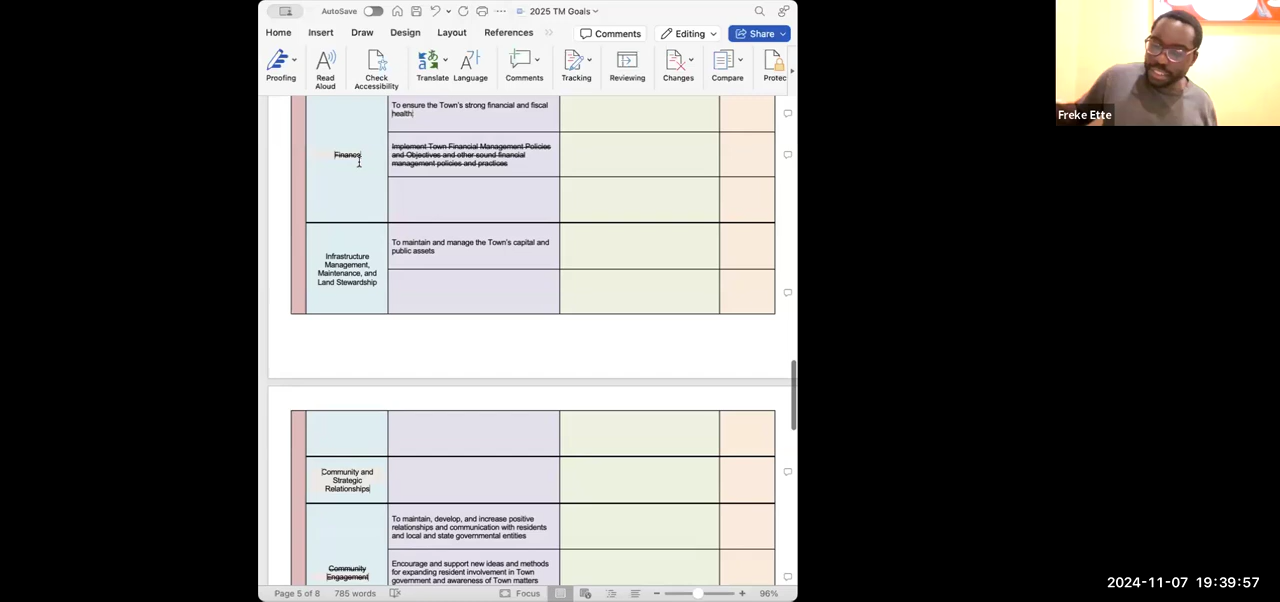 AutoSave
2025 TM Goals
Home Insert Draw Design Layout References
Comments Editing Share
Proofing Read Aloud Check Accessibility Translate Language Comments Tracking Reviewing Changes Compare Protec
To ensure the Town's strong financial and fiscal
health
Finance
Implement Town Financial Management Policies
and Objectives and other sound financial
management policies and practices
To maintain and manage the Town's capital and
public assets
Infrastructure
Management,
Maintenance, and
Land Stewardship
Community and
Strategic
Relationships
To maintain, develop, and increase positive
relationships and communication with residents
and local and state governmental entities
Community
Engagement
Encourage and support new ideas and methods
for expanding resident involvement in Town
government and awareness of Town matters
Page 5 of 8 785 words Focus 96%
Freke Ette
2024-11-07 19:39:57